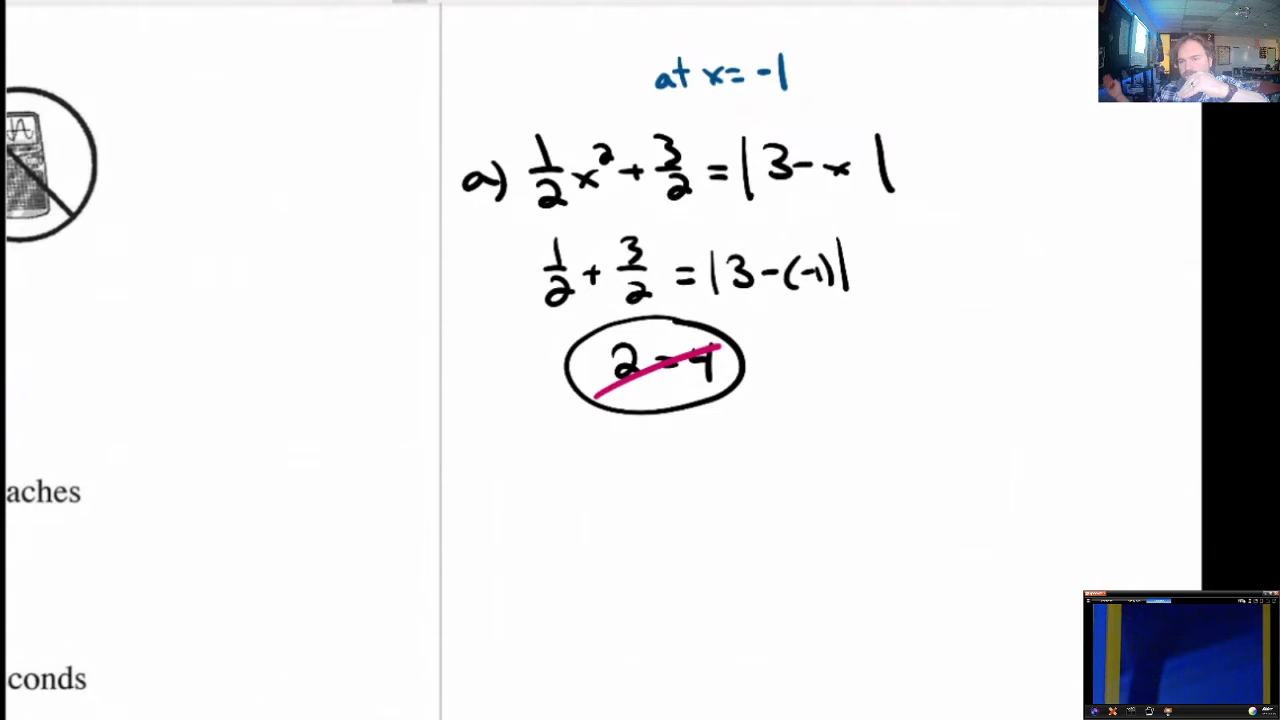 at x = -1
a) 1/2 x² + 3/2 = |3 - x|
1/2 + 3/2 = |3 - (-1)|
2 = 4
aches
conds